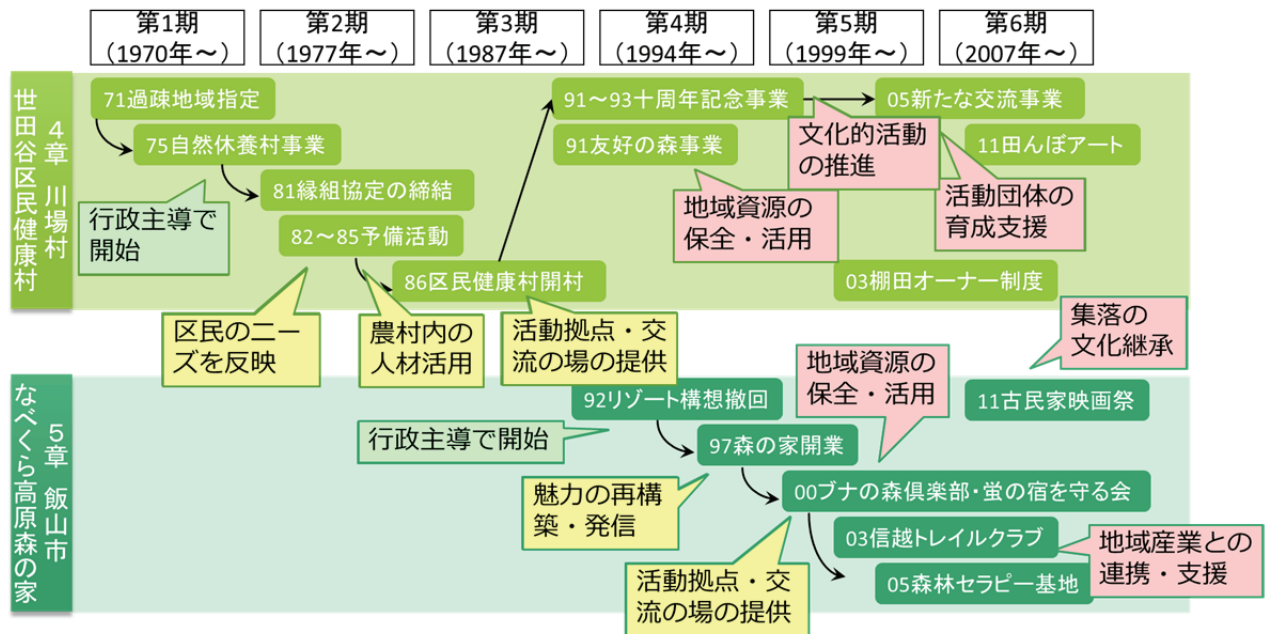 第1期
（1970年～）
第2期
（1977年～）
第3期
（1987年～）
第4期
（1994年～）
第5期
（1999年～）
第6期
（2007年～）
4章 川場村
世田谷区民健康村
71過疎地域指定
75自然休養村事業
行政主導で
開始
81縁組協定の締結
82～85予備活動
86区民健康村開村
区民のニー
ズを反映
農村内の
人材活用
活動拠点・交
流の場の提供
91～93十周年記念事業
91友好の森事業
地域資源の
保全・活用
文化的活動
の推進
05新たな交流事業
11田んぼアート
活動団体の
育成支援
03棚田オーナー制度
5章 飯山市
なべくら高原森の家
92リゾート構想撤回
行政主導で開始
97森の家開業
魅力の再構
築・発信
00ブナの森倶楽部・蛍の宿を守る会
活動拠点・交
流の場の提供
地域資源の
保全・活用
03信越トレイルクラブ
05森林セラピー基地
地域産業との
連携・支援
11古民家映画祭
集落の
文化継承